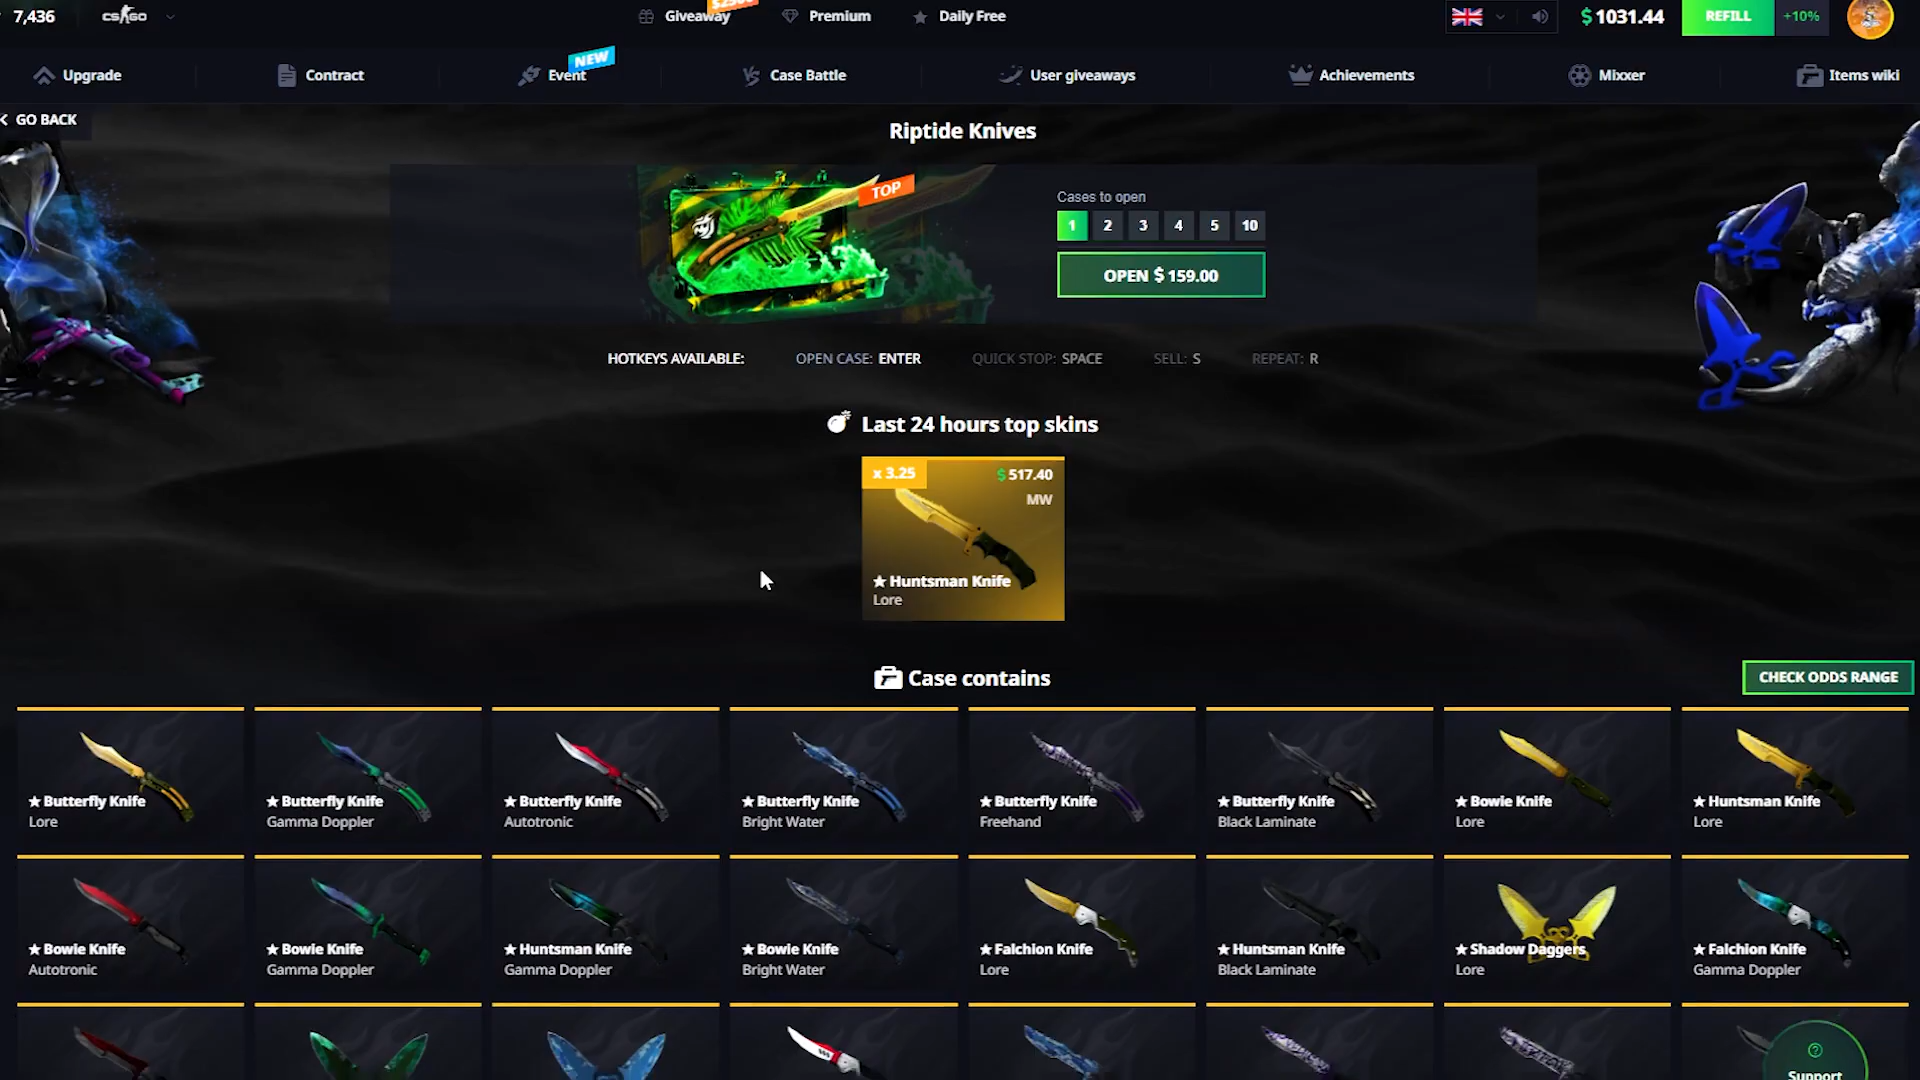 7,436
CS:GO
Giveaway
$2500
Premium
Daily Free
$ 1031.44
REFILL
+10%
Upgrade
Contract
Event
NEW
Case Battle
User giveaways
Achievements
Mixxer
Items wiki
GO BACK
Riptide Knives
TOP
Cases to open
1 2 3 4 5 10
OPEN $ 159.00
HOTKEYS AVAILABLE: OPEN CASE: ENTER QUICK STOP: SPACE SELL: S REPEAT: R
Last 24 hours top skins
x 3.25
$ 517.40
MW
★ Huntsman Knife
Lore
Case contains
CHECK ODDS RANGE
★ Butterfly Knife
Lore
★ Butterfly Knife
Gamma Doppler
★ Butterfly Knife
Autotronic
★ Butterfly Knife
Bright Water
★ Butterfly Knife
Freehand
★ Butterfly Knife
Black Laminate
★ Bowie Knife
Lore
★ Huntsman Knife
Lore
★ Bowie Knife
Autotronic
★ Bowie Knife
Gamma Doppler
★ Huntsman Knife
Gamma Doppler
★ Bowie Knife
Bright Water
★ Falchion Knife
Lore
★ Huntsman Knife
Black Laminate
★ Shadow Daggers
Lore
★ Falchion Knife
Gamma Doppler
Support